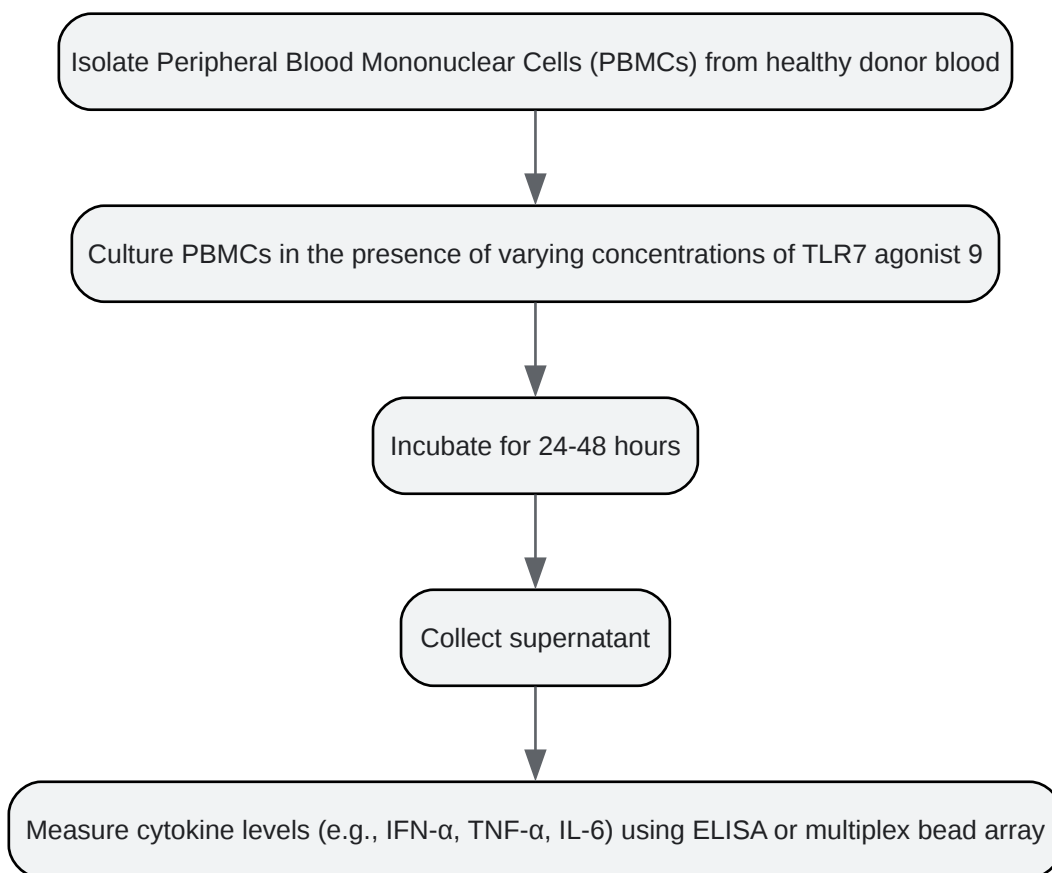 Isolate Peripheral Blood Mononuclear Cells (PBMCs) from healthy donor blood
Culture PBMCs in the presence of varying concentrations of TLR7 agonist 9
Incubate for 24-48 hours
Collect supernatant
Measure cytokine levels (e.g., IFN-α, TNF-α, IL-6) using ELISA or multiplex bead array